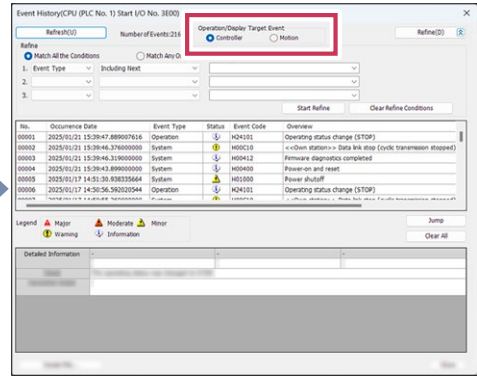 Event History(CPU (PLC No. 1) Start I/O No. 3E00)
Refresh(U)
Number of Events:216
Operation/Display Target Event
Controller Motion
Refine(D)
Refine
Match All the Conditions
Match Any
1. Event Type Including Next
2.
3.
Start Refine Clear Refine Conditions
No. Occurrence Date Event Type Status Event Code Overview
00001 2025/01/21 15:39:47.889007616 Operation H24101 Operating status change (STOP)
00002 2025/01/21 15:39:46.376000000 System H00C10 <<Own station>> Data link stop (cyclic transmission stopped)
00003 2025/01/21 15:39:46.319000000 System H00412 Firmware diagnostics completed
00004 2025/01/21 15:39:43.899000000 System H00400 Power-on and reset
00005 2025/01/17 14:51:30.938335664 System H01000 Power shutoff
00006 2025/01/17 14:50:56.592020544 Operation H24101 Operating status change (STOP)
Legend Major Moderate Minor
Warning Information
Jump
Clear All
Detailed Information - - -